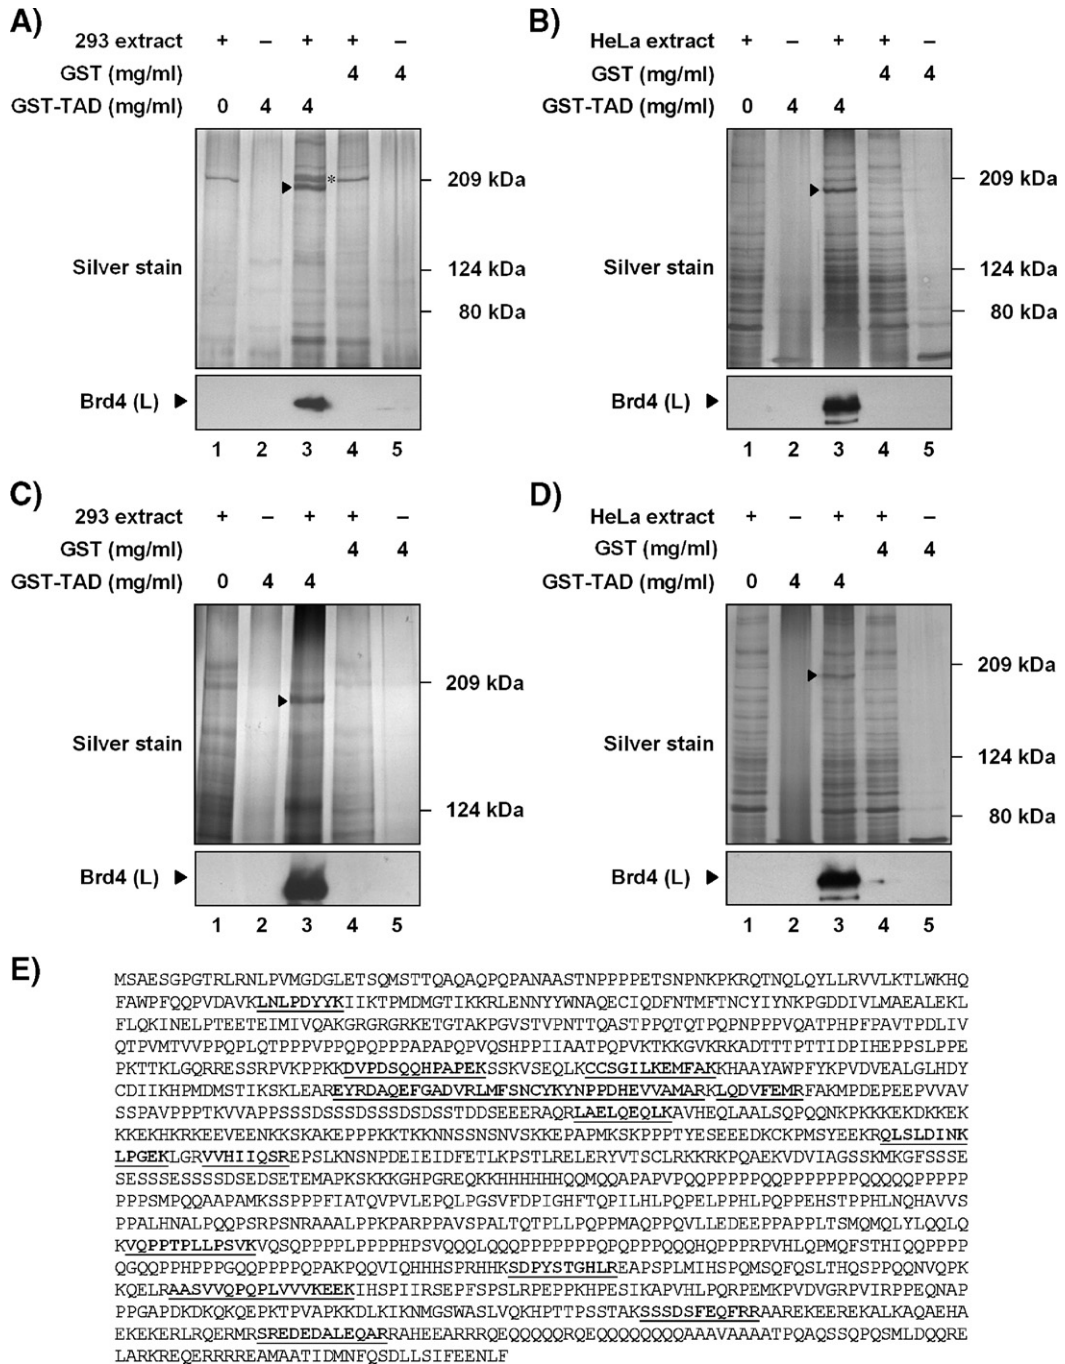 A)
293 extract + – + + –
GST (mg/ml) 4 4
GST-TAD (mg/ml) 0 4 4
209 kDa
*
Silver stain
124 kDa
80 kDa
Brd4 (L)
1 2 3 4 5
B)
HeLa extract + – + + –
GST (mg/ml) 4 4
GST-TAD (mg/ml) 0 4 4
209 kDa
Silver stain
124 kDa
80 kDa
Brd4 (L)
1 2 3 4 5
C)
293 extract + – + + –
GST (mg/ml) 4 4
GST-TAD (mg/ml) 0 4 4
209 kDa
Silver stain
124 kDa
Brd4 (L)
1 2 3 4 5
D)
HeLa extract + – + + –
GST (mg/ml) 4 4
GST-TAD (mg/ml) 0 4 4
209 kDa
Silver stain
124 kDa
80 kDa
Brd4 (L)
1 2 3 4 5
E)
MSAESGPGTRLRNLPVMGDGLETSQMSTTQAQAQPQPANAASTNPPPPETSNPNKPKRQTNQLQYLLRVVLKTLWKHQ
FAWPFQQPVDAVKLNLPDYYKIIKTPMDMGTIKKRLENNYYWNAQECIQDFNTMFTNCYIYNKPGDDIVLMAEALEKL
FLQKINELPTEETEIMIVQAKGRGRGRKETGTAKPGVSTVPNTTQASTPPQTQTPQPNPPPVQATPHPFPAVTPDLIV
QTPVMTVVPPQPLQTPPPVPPQPQPPPAPAPQPVQSHPPIIAATPQPVKTKKGVKRKADTTTPTTIDPIHEPPSLPPE
PKTTKLGQRRESSRPVKPPKKDVPDSQQHPAPEKSSKVSEQLKCCSGILKEMFAKKHAAYAWPFYKPVDVEALGLHDY
CDIIKHPMDMSTIKSKLEAREYRDAQEFGADVRLMFSNCYKYNPPDHEVVAMARKLQDVFEMRFAKMPDEPEEPVVAV
SSPAVPPPTKVVAPPSSSDSSSDSSSDSDSSTDDSEEERAQRLAELQEQLKAVHEQLAALSQPQQNKPKKKEKDKKEK
KKEKHKRKEEVEENKKSKAKEPPPKKTKKNNSSNSNVSKKEPAPMKSKPPPTYESEEEDKCKPMSYEEKRQLSLDINK
LPGEKLGRVVHIIQSREPSLKNSNPDEIEIDFETLKPSTLRELERYVTSCLRKKRKPQAEKVDVIAGSSKMKGFSSSE
SESSSESSSSDSEDSETEMAPKSKKKGHPGREQKKHHHHHHQQMQQAPAPVPQQPPPPPQQPPPPPPPQQQQQPPPPP
PPPSMPQQAAPAMKSSPPPFIATQVPVLEPQLPGSVFDPIGHFTQPILHLPQPELPPHLPQPPEHSTPPHLNQHAVVS
PPALHNALPQQPSRPSNRAAALPPKPARPPAVSPALTQTPLLPQPPMAQPPQVLLEDEEPPAPPLTSMQMQLYLQQLQ
KVQPPTPLLPSVKVQSQPPPPLPPPPHPSVQQQLQQQPPPPPPPQPQPPPQQQHQPPPRPVHLQPMQFSTHIQQPPPP
QGQQPPHPPPGQQPPPPQPAKPQQVIQHHHSPRHHKSDPYSTGHLREAPSPLMIHSPQMSQFQSLTHQSPPQQNVQPK
KQELRAASVVQPQPLVVVKEEKIHSPIIRSEPFSPSLRPEPPKHPESIKAPVHLPQRPEMKPVDVGRPVIRPPEQNAP
PPGAPDKDKQKQEPKTPVAPKKDLKIKNMGSWASLVQKHPTTPSSTAKSSSDSFEQFRRAAREKEEREKALKAQAEHA
EKEKERLRQERMRSREDEDALEQARRAHEEARRRQEQQQQQRQEQQQQQQQQAAAVAAAATPQAQSSQPQSMLDQQRE
LARKREQERRRREAMAATIDMNFQSDLLSIFEENLF